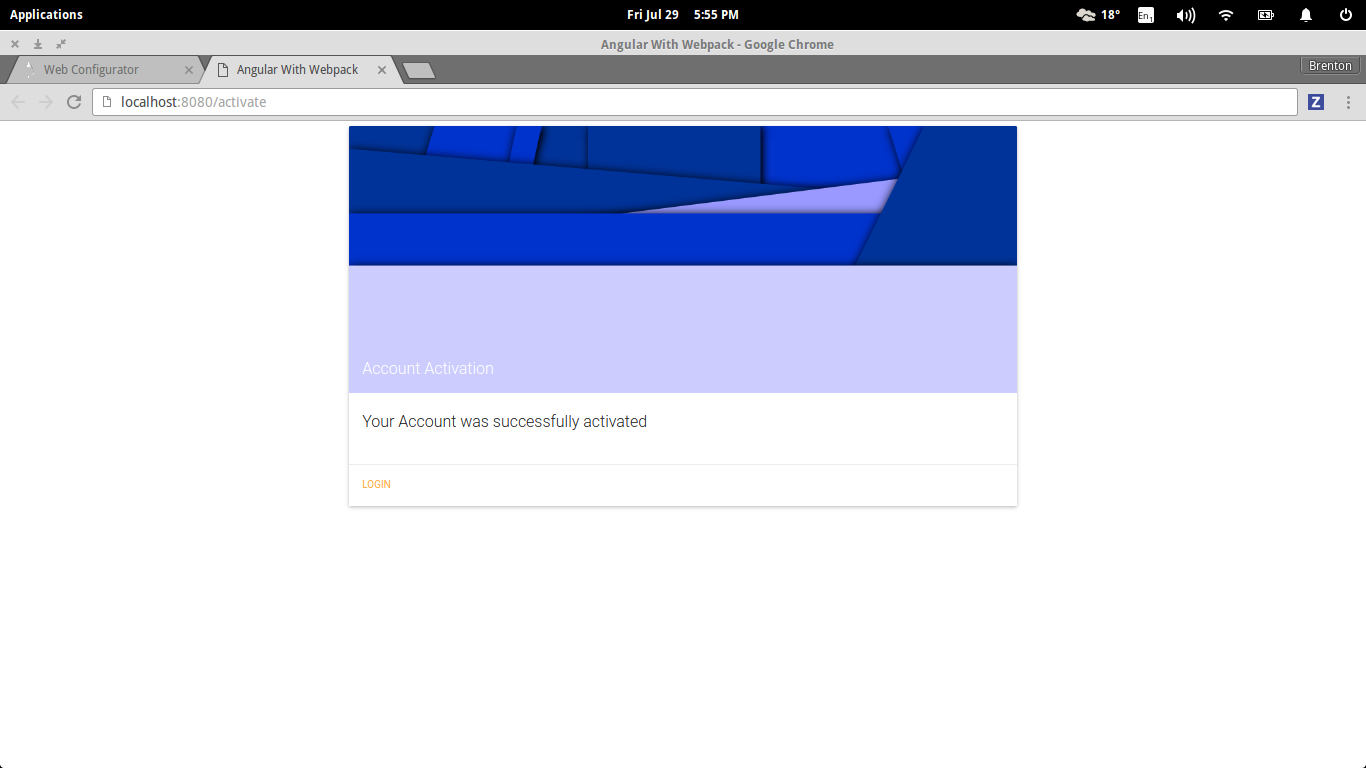 Applications
Fri Jul 29 5:55 PM
18°
En1
Angular With Webpack - Google Chrome
Web Configurator
Angular With Webpack
Brenton
localhost:8080/activate
Z
Account Activation
Your Account was successfully activated
LOGIN